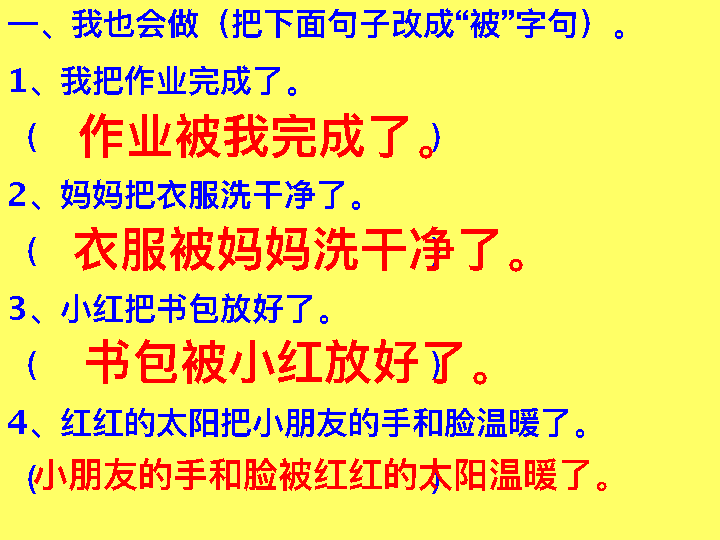 一、我也会做（把下面句子改成“被”字句）。
1、我把作业完成了。
（ 作业被我完成了。）
2、妈妈把衣服洗干净了。
（ 衣服被妈妈洗干净了。
3、小红把书包放好了。
（ 书包被小红放好了。）
4、红红的太阳把小朋友的手和脸温暖了。
（小朋友的手和脸被红红的太阳温暖了。）